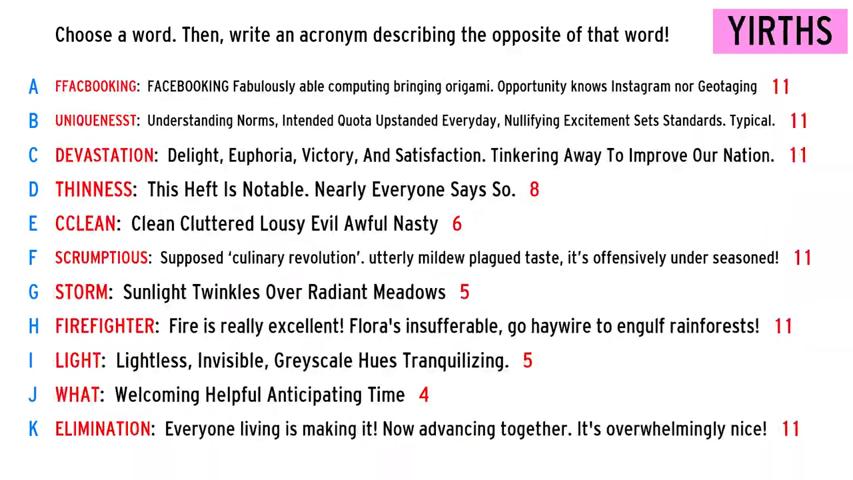 Choose a word. Then, write an acronym describing the opposite of that word!
YIRTHS
A FFACBOOKING: FACEBOOKING Fabulously able computing bringing origami. Opportunity knows Instagram nor Geotaging 11
B UNIQUENESST: Understanding Norms, Intended Quota Upstanded Everyday, Nullifying Excitement Sets Standards. Typical. 11
C DEVASTATION: Delight, Euphoria, Victory, And Satisfaction. Tinkering Away To Improve Our Nation. 11
D THINNESS: This Heft Is Notable. Nearly Everyone Says So. 8
E CCLEAN: Clean Cluttered Lousy Evil Awful Nasty 6
F SCRUMPTIOUS: Supposed ‘culinary revolution’. utterly mildew plagued taste, it’s offensively under seasoned! 11
G STORM: Sunlight Twinkles Over Radiant Meadows 5
H FIREFIGHTER: Fire is really excellent! Flora's insufferable, go haywire to engulf rainforests! 11
I LIGHT: Lightless, Invisible, Greyscale Hues Tranquilizing. 5
J WHAT: Welcoming Helpful Anticipating Time 4
K ELIMINATION: Everyone living is making it! Now advancing together. It's overwhelmingly nice! 11